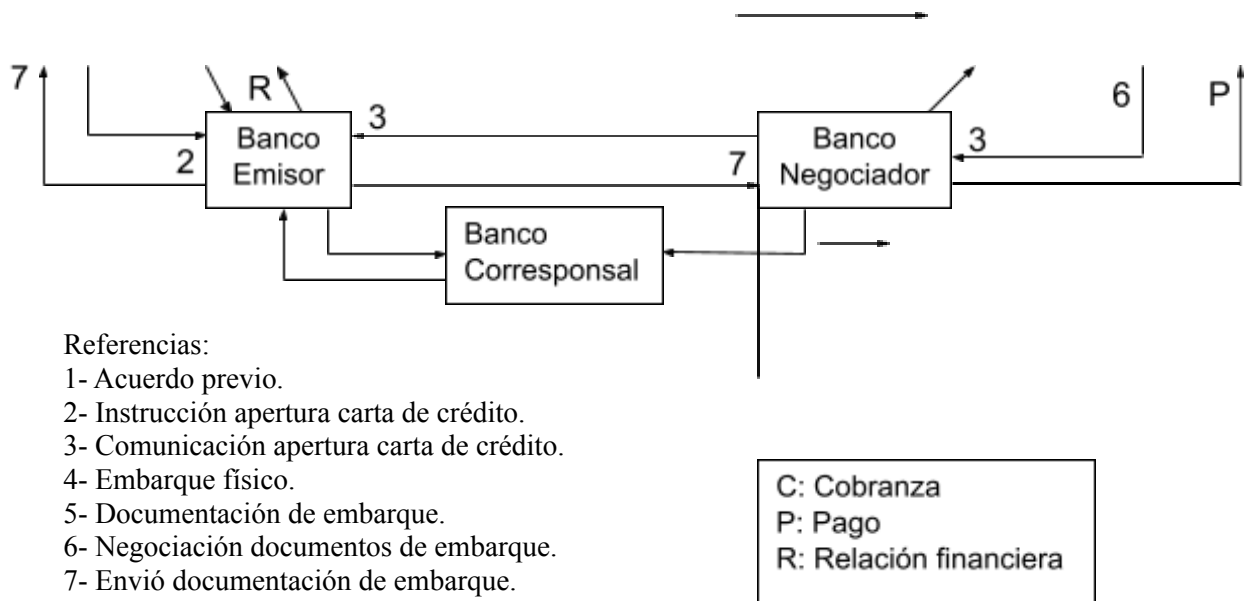 7
R
6
P
3
3
Banco
Emisor
Banco
Negociador
2
7
Banco
Corresponsal
Referencias:
1- Acuerdo previo.
2- Instrucción apertura carta de crédito.
3- Comunicación apertura carta de crédito.
4- Embarque físico.
5- Documentación de embarque.
6- Negociación documentos de embarque.
7- Envió documentación de embarque.
C: Cobranza
P: Pago
R: Relación financiera